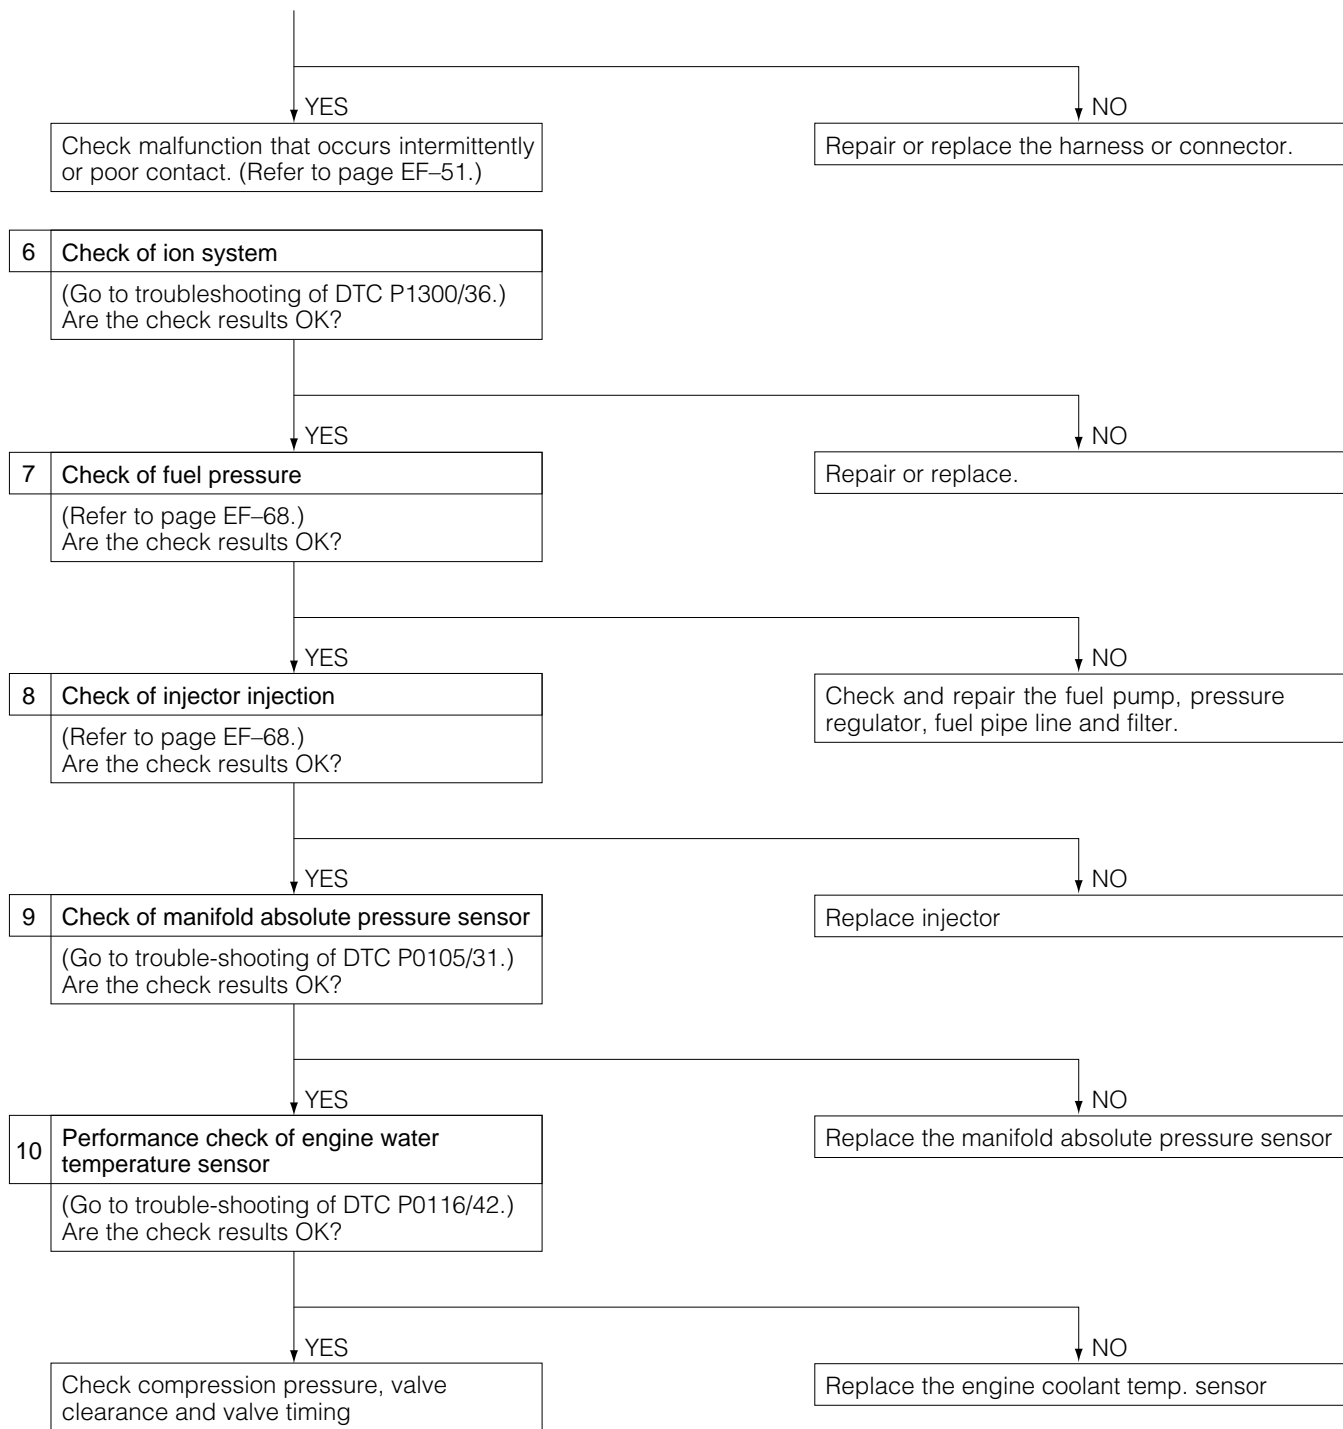 YES
NO
Check malfunction that occurs intermittently
or poor contact. (Refer to page EF–51.)
Repair or replace the harness or connector.
6 Check of ion system
(Go to troubleshooting of DTC P1300/36.)
Are the check results OK?
YES
NO
7 Check of fuel pressure
Repair or replace.
(Refer to page EF–68.)
Are the check results OK?
YES
NO
8 Check of injector injection
Check and repair the fuel pump, pressure
regulator, fuel pipe line and filter.
(Refer to page EF–68.)
Are the check results OK?
YES
NO
9 Check of manifold absolute pressure sensor
Replace injector
(Go to trouble-shooting of DTC P0105/31.)
Are the check results OK?
YES
NO
10 Performance check of engine water
temperature sensor
Replace the manifold absolute pressure sensor
(Go to trouble-shooting of DTC P0116/42.)
Are the check results OK?
YES
NO
Check compression pressure, valve
clearance and valve timing
Replace the engine coolant temp. sensor